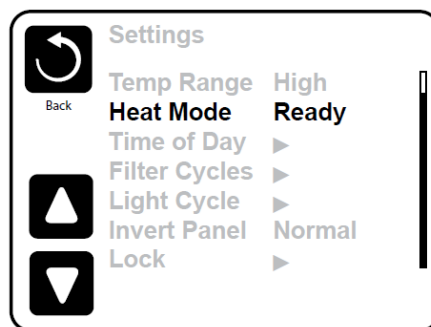 Settings
Back
Temp Range High
Heat Mode Ready
Time of Day ▶
Filter Cycles ▶
Light Cycle ▶
Invert Panel Normal
Lock ▶